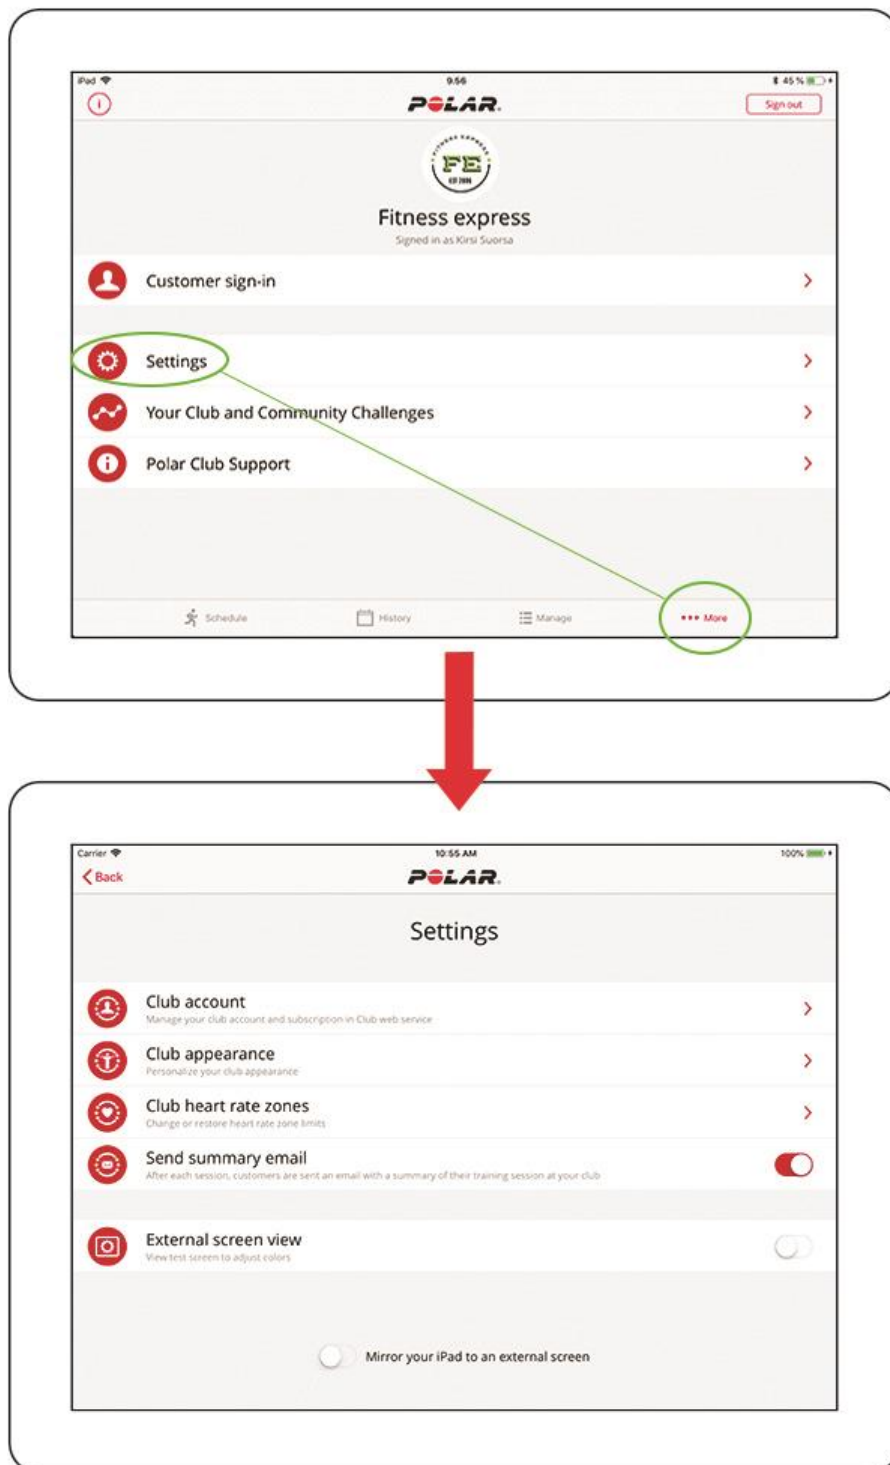 iPad 9.56 45 %
POLAR.
Sign out
FITNESS EXPRESS
FE
EST 2006
Fitness express
Signed in as Kirsi Suorsa
Customer sign-in
Settings
Your Club and Community Challenges
Polar Club Support
Schedule History Manage More
Carrier 10:55 AM 100%
Back
POLAR.
Settings
Club account
Manage your club account and subscription in Club web service
Club appearance
Personalize your club appearance
Club heart rate zones
Change or restore heart rate zone limits
Send summary email
After each session, customers are sent an email with a summary of their training session at your club
External screen view
View test screen to adjust colors
Mirror your iPad to an external screen